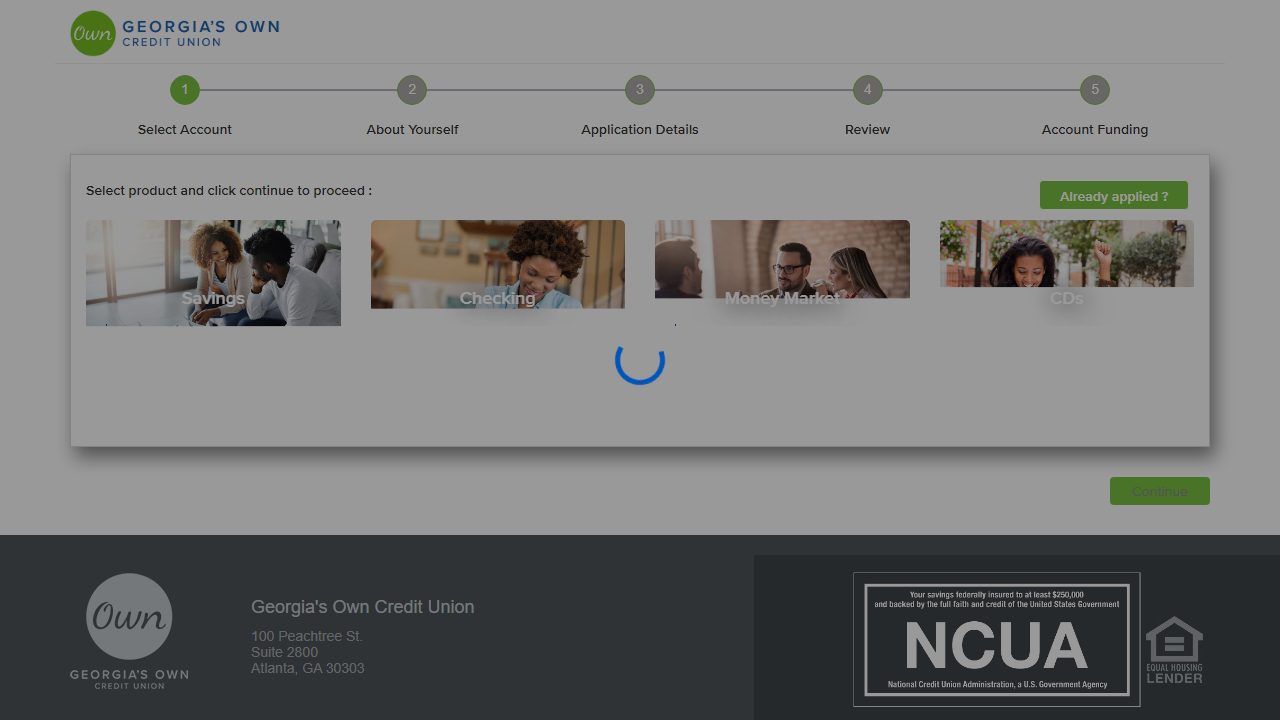 Own GEORGIA'S OWN
CREDIT UNION
1 2 3 4 5
Select Account About Yourself Application Details Review Account Funding
Select product and click continue to proceed :
Already applied ?
Savings Checking Money Market CDs
Continue
Own
GEORGIA'S OWN
CREDIT UNION
Georgia's Own Credit Union
100 Peachtree St.
Suite 2800
Atlanta, GA 30303
Your savings federally insured to at least $250,000
and backed by the full faith and credit of the United States Government
NCUA
National Credit Union Administration, a U.S. Government Agency
EQUAL HOUSING
LENDER